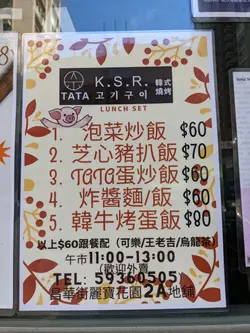 K.S.R. 韓式
燒烤
TATA 고기구이
LUNCH SET
1. 泡菜炒飯 $60
2. 芝心豬扒飯 $70
3. TATA蛋炒飯 $60
4. 炸醬麵/飯 $60
5. 韓牛烤蛋飯 $80
以上$60跟餐配（可樂/王老吉/烏龍茶）
午市11:00-13:00
(歡迎外賣)
TEL: 59360505
昌華街麗寶花園2A地舖